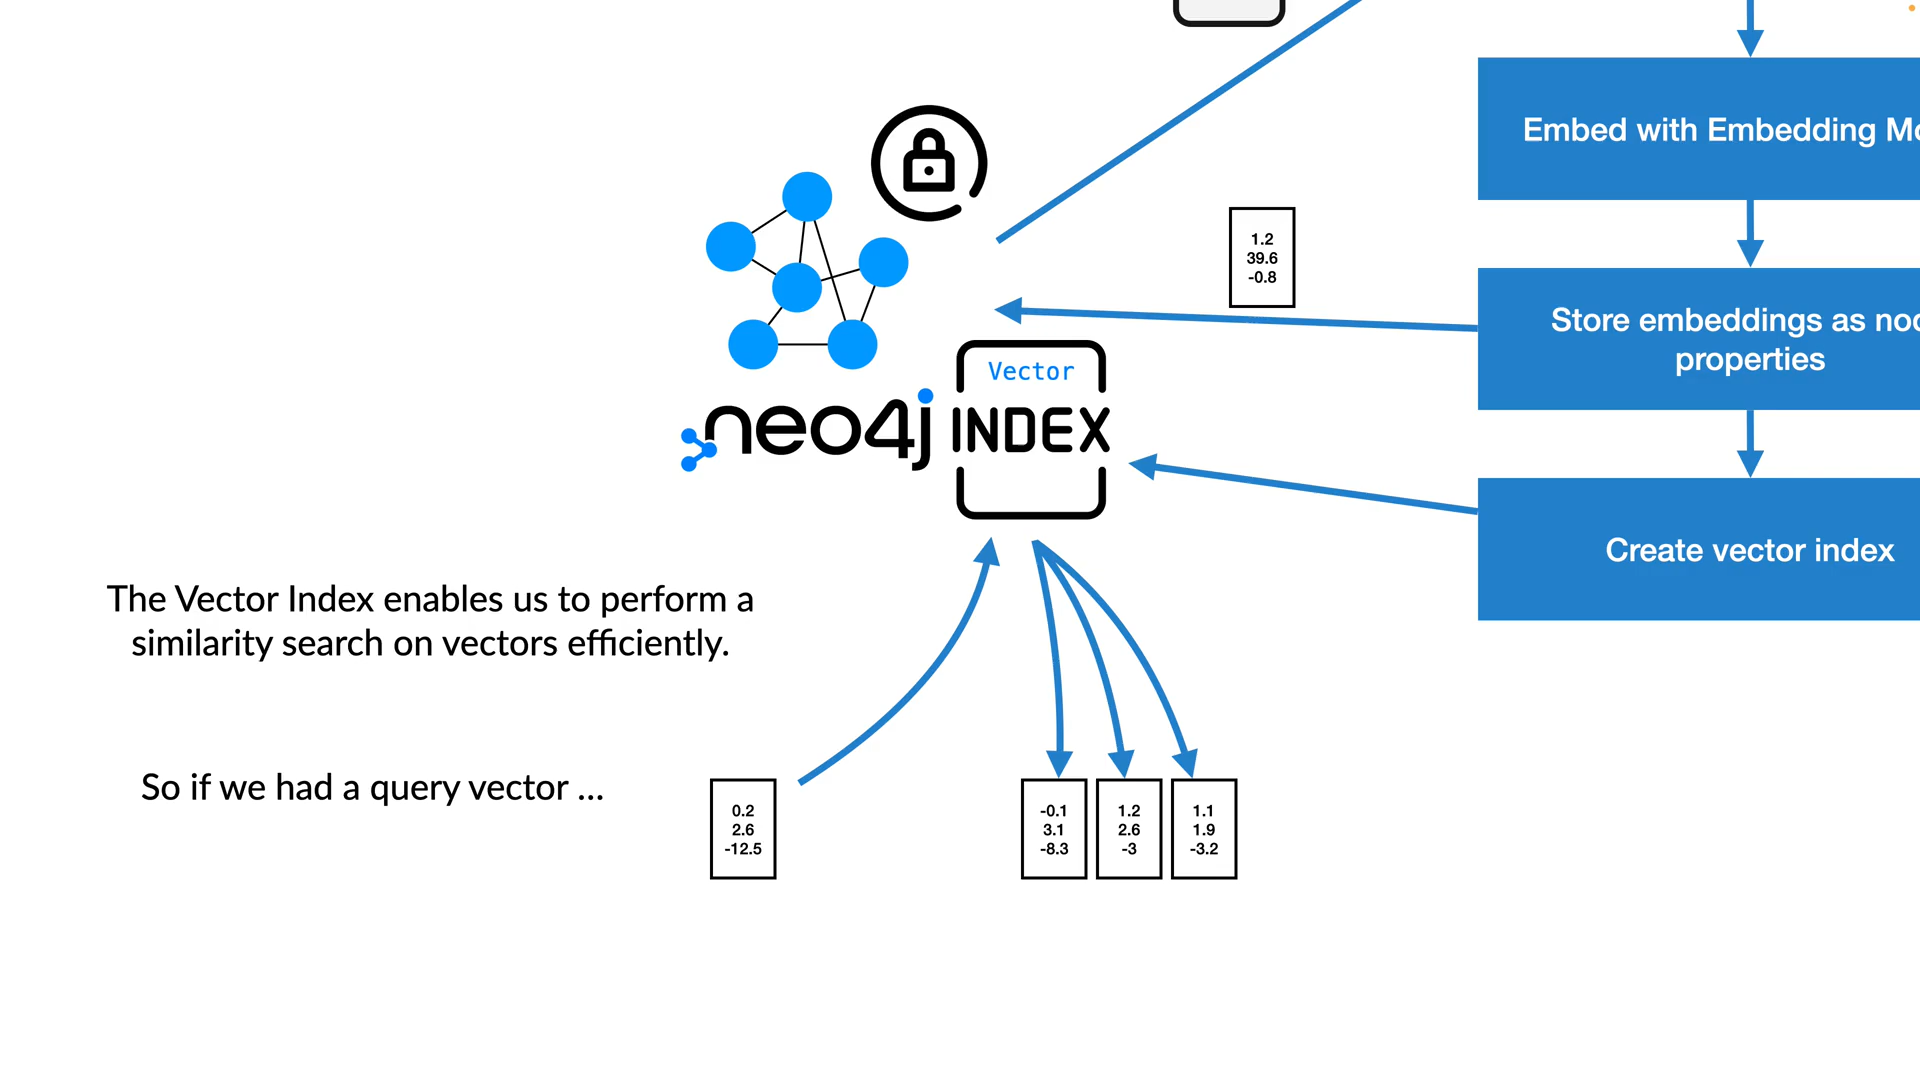 Embed with Embedding
1.2
39.6
-0.8
Store embeddings as
properties
Vector
neo4j
INDEX
Create vector index
The Vector Index enables us to perform a
similarity search on vectors efficiently.
So if we had a query vector ...
0.2
2.6
-12.5
-0.1
3.1
-8.3
1.2
2.6
-3
1.1
1.9
-3.2